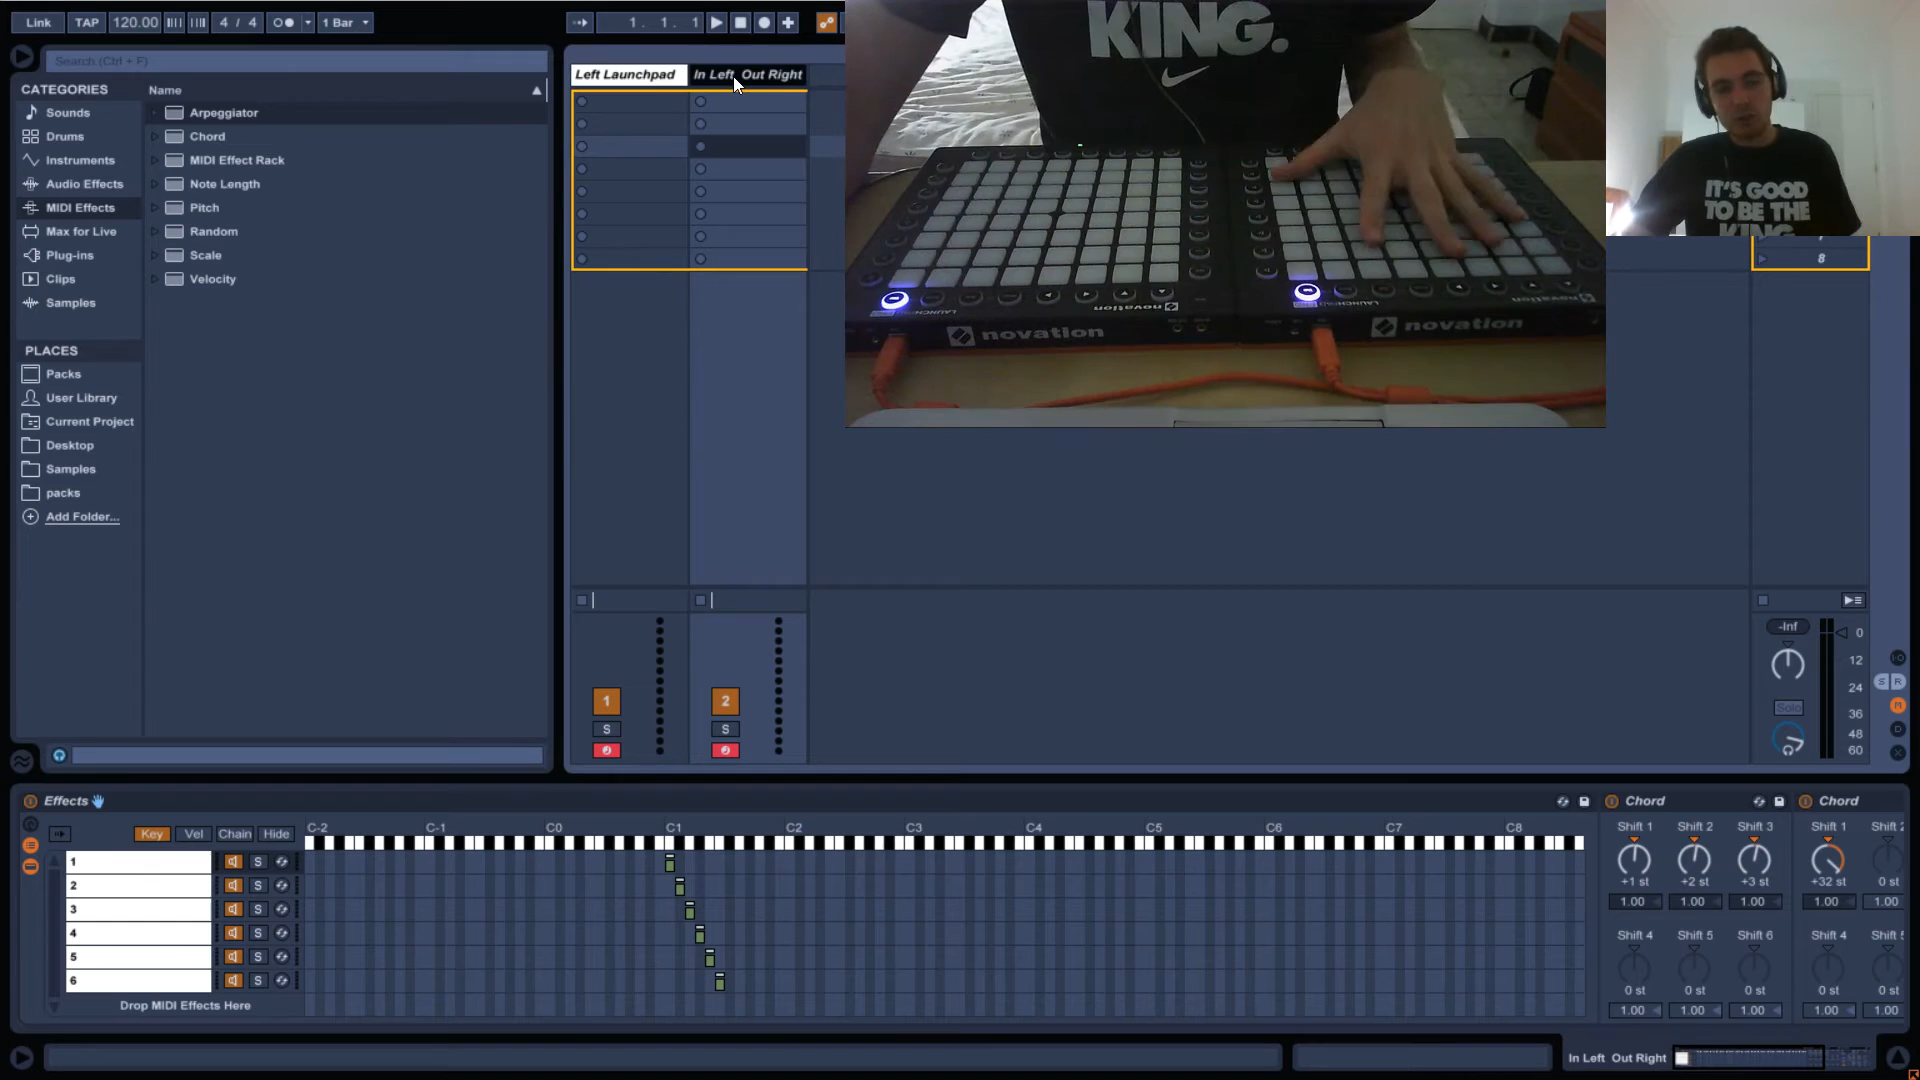 Link TAP 120.00 4 / 4 1 Bar 1. 1. 1
Search (Ctrl + F)
CATEGORIES
Sounds
Drums
Instruments
Audio Effects
MIDI Effects
Max for Live
Plug-ins
Clips
Samples
PLACES
Packs
User Library
Current Project
Desktop
Samples
packs
Add Folder...
Name
Arpeggiator
Chord
MIDI Effect Rack
Note Length
Pitch
Random
Scale
Velocity
Left Launchpad In Left Out Right
KING.
novation novation
IT'S GOOD
TO BE THE
KING
8
1 2
S S
-Inf
0
12
24
Solo
36
48
60
S R
M
D
X
Effects
Key Vel Chain Hide
C-2 C-1 C0 C1 C2 C3 C4 C5 C6 C7 C8
1 S
2 S
3 S
4 S
5 S
6 S
Drop MIDI Effects Here
Chord
Shift 1 Shift 2 Shift 3
+1 st +2 st +3 st
1.00 1.00 1.00
Shift 4 Shift 5 Shift 6
0 st 0 st 0 st
1.00 1.00 1.00
Chord
Shift 1 Shift 2
+32 st 0 st
1.00 1.00
Shift 4 Shift 5
0 st 0 st
1.00 1.00
In Left Out Right